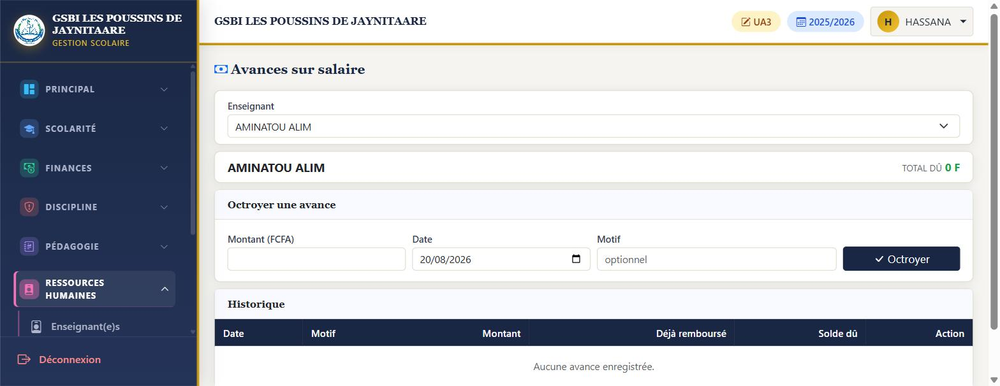 GSBI LES POUSSINS DE
JAYNITAARE
GESTION SCOLAIRE
PRINCIPAL
SCOLARITÉ
FINANCES
DISCIPLINE
PÉDAGOGIE
RESSOURCES
HUMAINES
Enseignant(e)s
Déconnexion
GSBI LES POUSSINS DE JAYNITAARE
UA3
2025/2026
H
HASSANA
Avances sur salaire
Enseignant
AMINATOU ALIM
AMINATOU ALIM
TOTAL DÛ 0 F
Octroyer une avance
Montant (FCFA)
Date
Motif
20/08/2026
optionnel
Octroyer
Historique
Date
Motif
Montant
Déjà remboursé
Solde dû
Action
Aucune avance enregistrée.